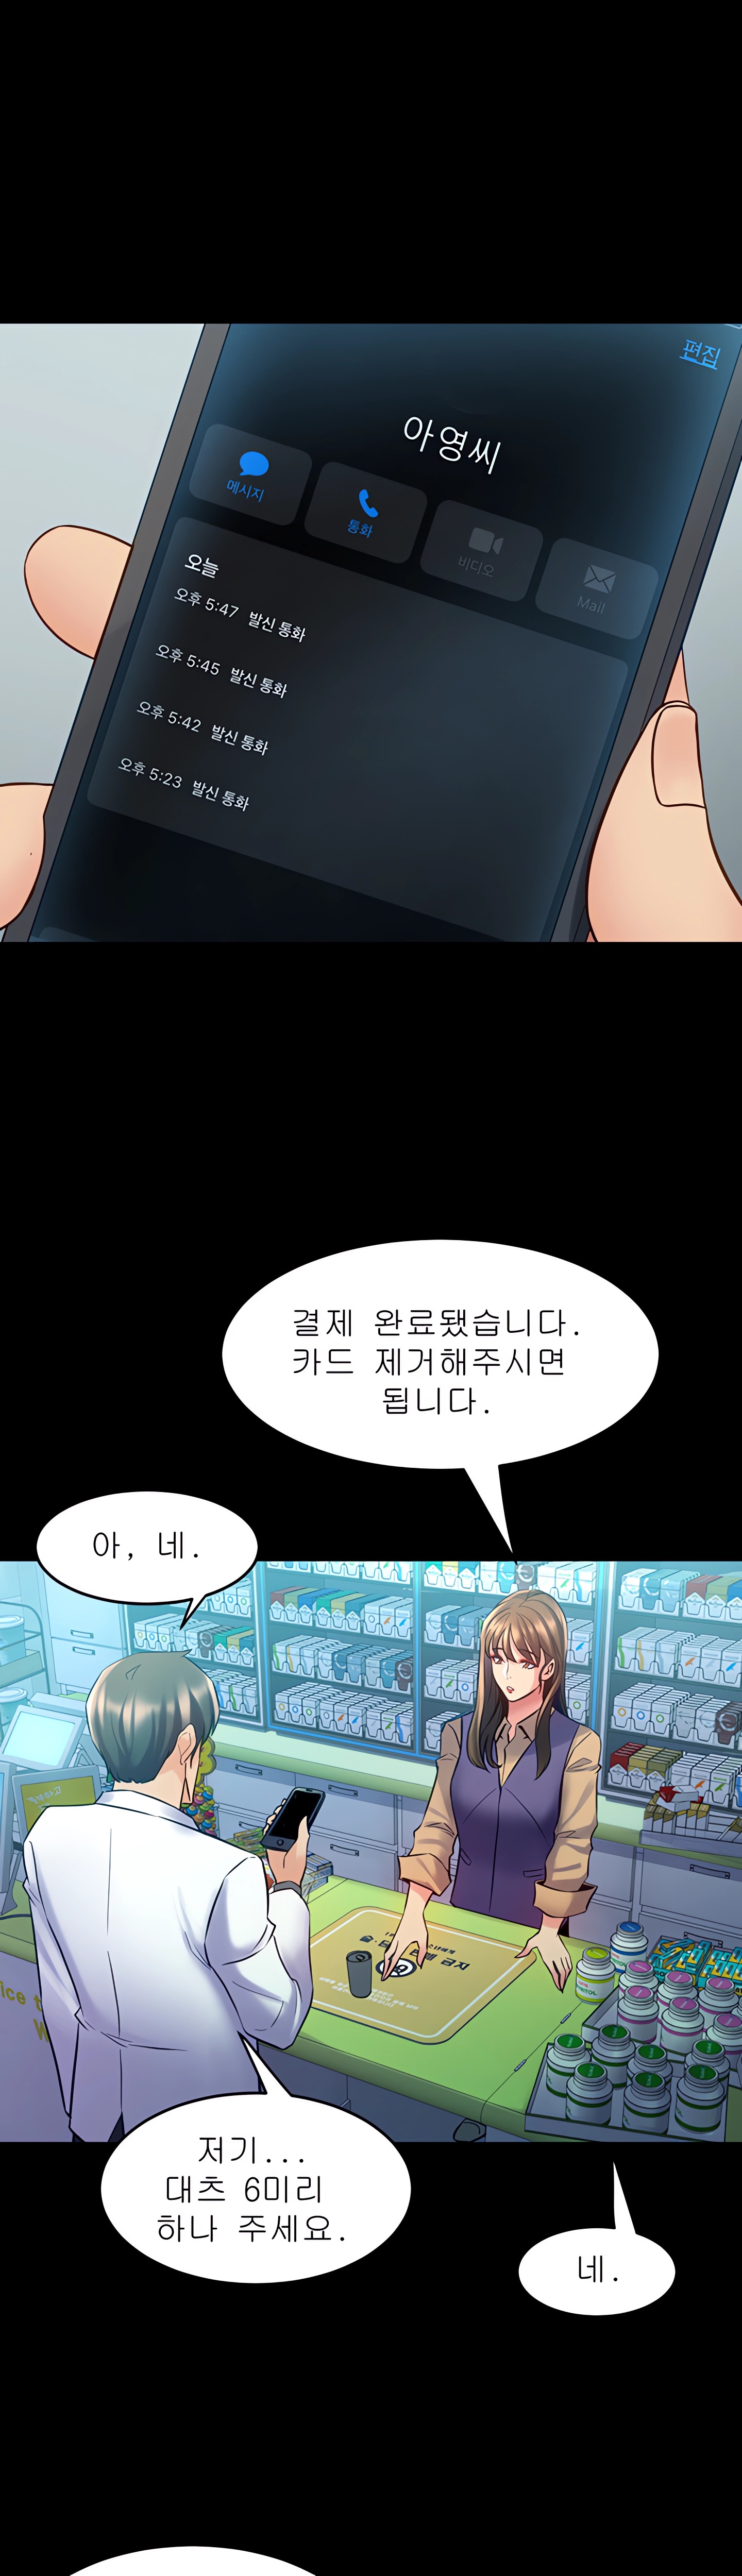 편집
아영씨
메시지
통화
비디오
Mail
오늘
오후 5:47 발신 통화
오후 5:45 발신 통화
오후 5:42 발신 통화
오후 5:23 발신 통화
결제 완료됐습니다.
카드 제거해주시면
됩니다.
아, 네.
금지
저기...
대츠 6미리
하나 주세요.
네.